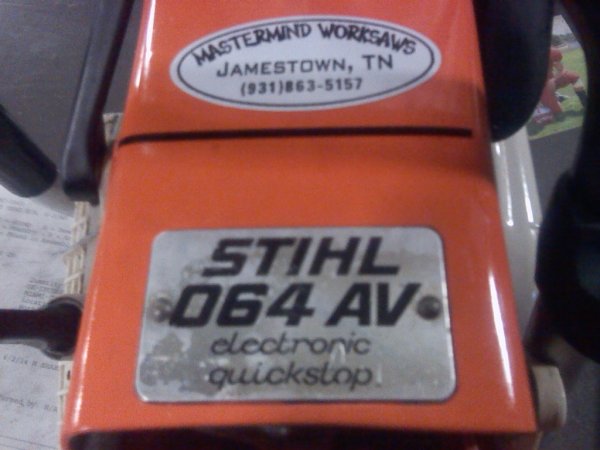 MASTERMIND WORKSAWS
JAMESTOWN, TN
(931)863-5157
STIHL
064 AV
electronic
quickstop